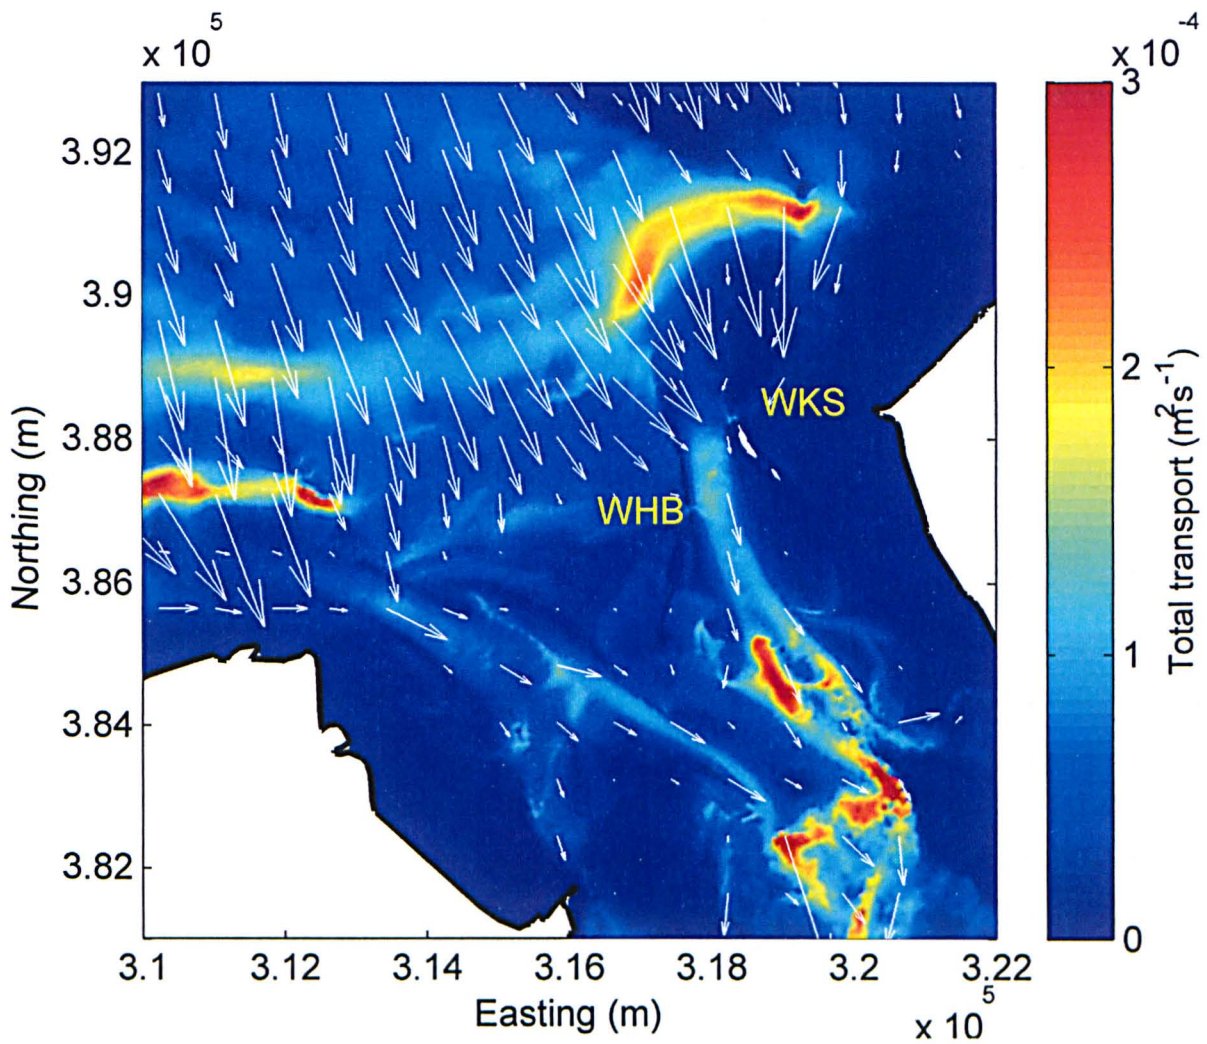 x 10^5
x 10^-4
3.92
3.9
3.88
3.86
3.84
3.82
Northing (m)
WKS
WHB
3
2
1
0
Total transport (m²s⁻¹)
3.1
3.12
3.14
3.16
3.18
3.2
3.22
Easting (m)
x 10^5